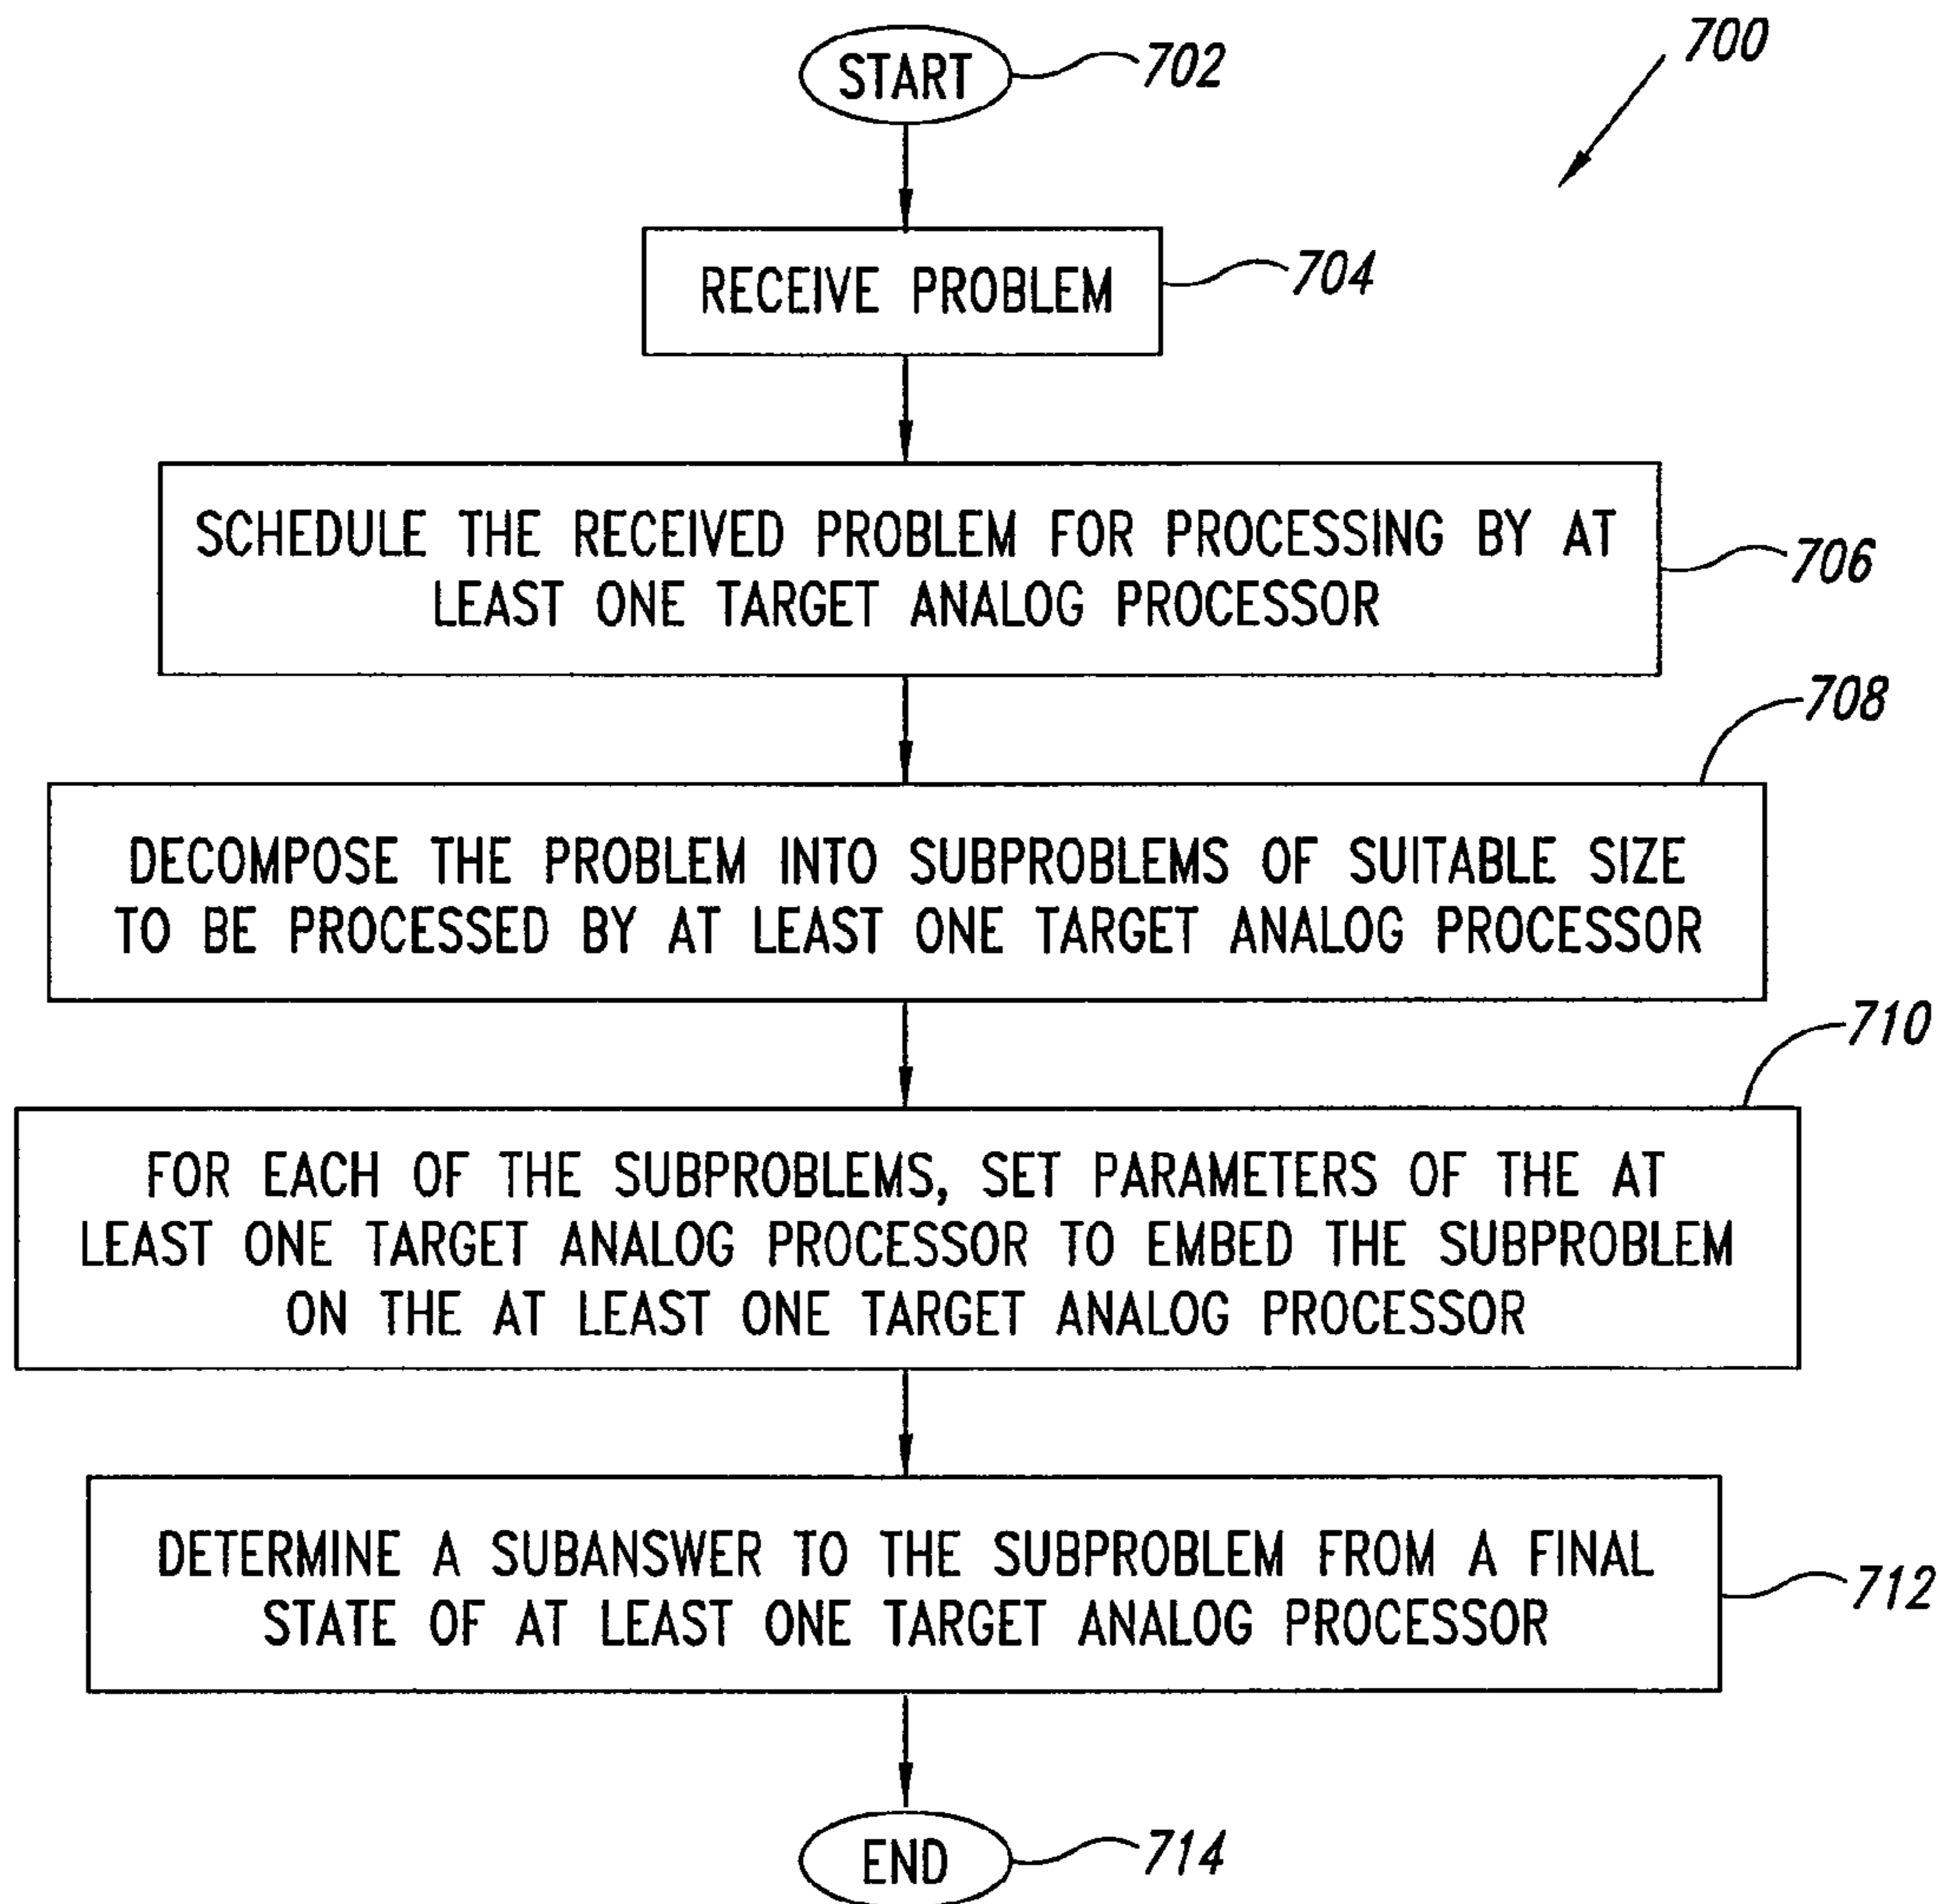 700
START
702
RECEIVE PROBLEM
704
SCHEDULE THE RECEIVED PROBLEM FOR PROCESSING BY AT
LEAST ONE TARGET ANALOG PROCESSOR
706
708
DECOMPOSE THE PROBLEM INTO SUBPROBLEMS OF SUITABLE SIZE
TO BE PROCESSED BY AT LEAST ONE TARGET ANALOG PROCESSOR
710
FOR EACH OF THE SUBPROBLEMS, SET PARAMETERS OF THE AT
LEAST ONE TARGET ANALOG PROCESSOR TO EMBED THE SUBPROBLEM
ON THE AT LEAST ONE TARGET ANALOG PROCESSOR
DETERMINE A SUBANSWER TO THE SUBPROBLEM FROM A FINAL
STATE OF AT LEAST ONE TARGET ANALOG PROCESSOR
712
END
714